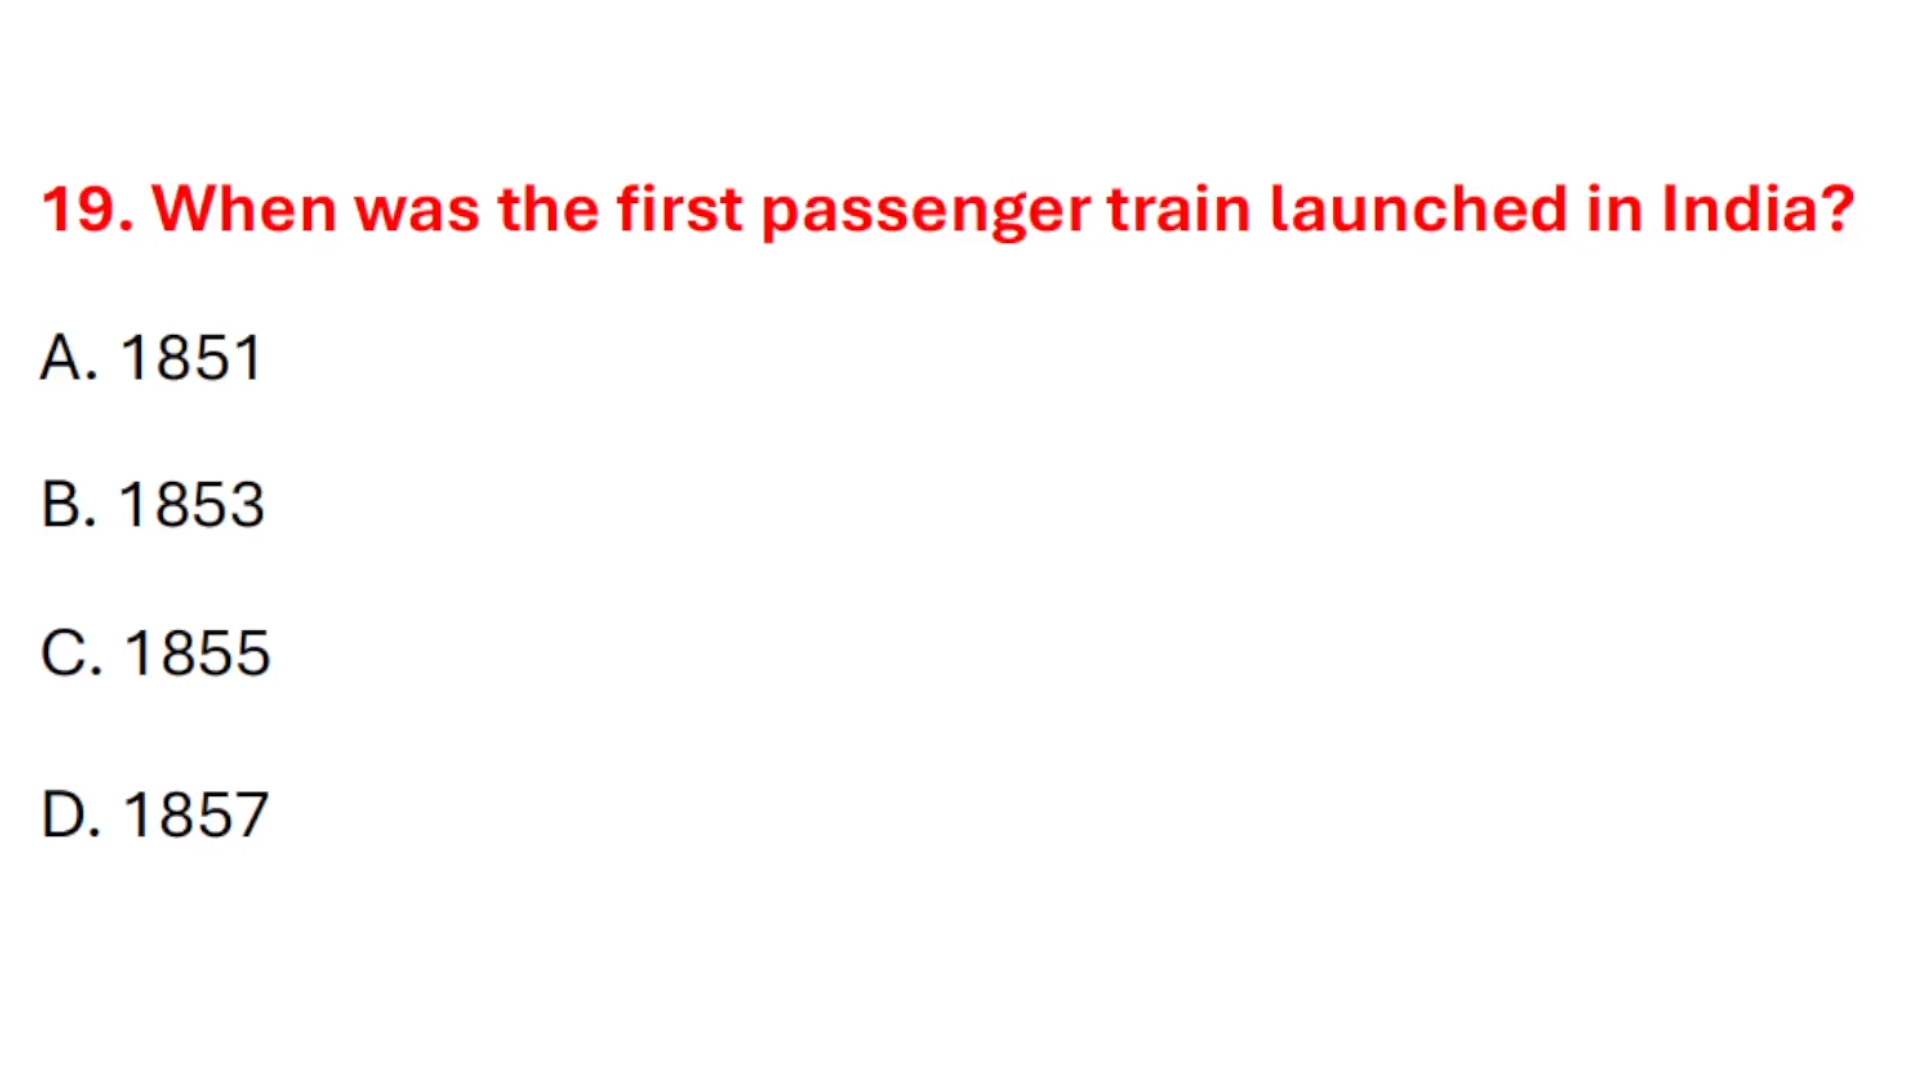 19. When was the first passenger train launched in India?
A. 1851
B. 1853
C. 1855
D. 1857